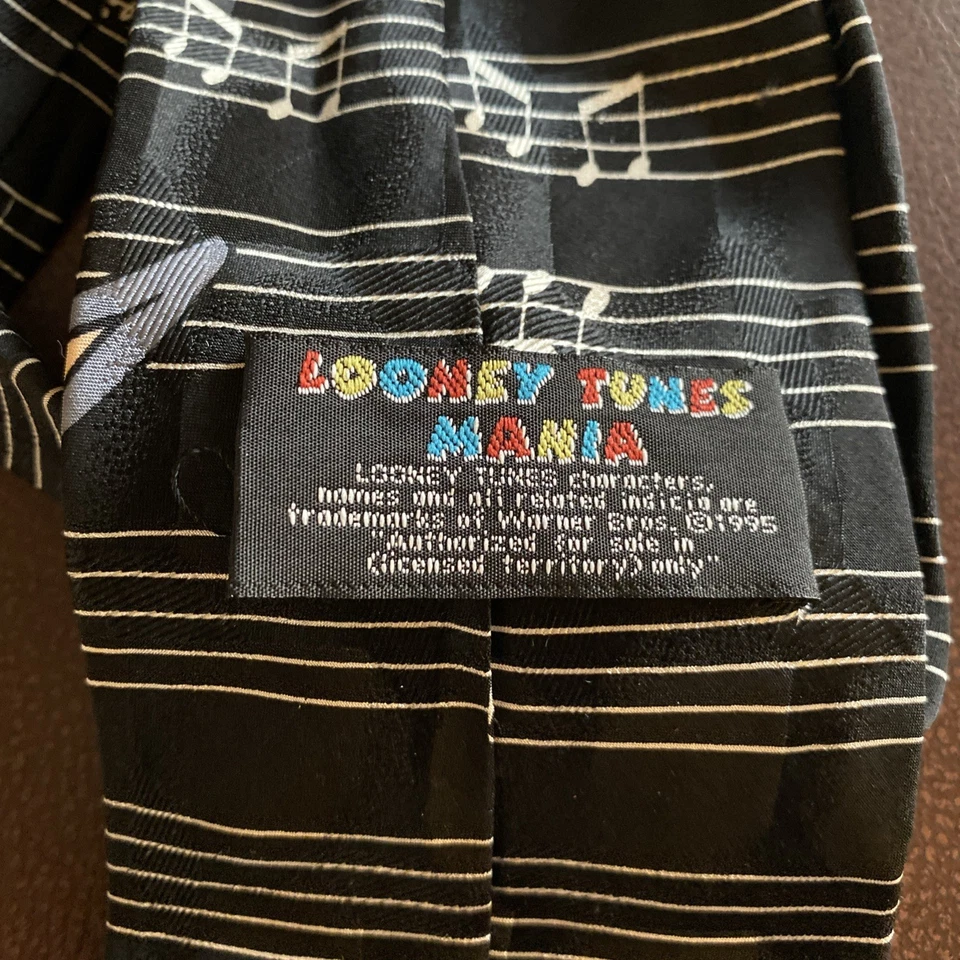 LOONEY TUNES
MANIA
LOONEY TUNES characters,
names and all related indicia are
trademarks of Warner Bros. ©1995
Authorized for sale in
(licensed territory) only"